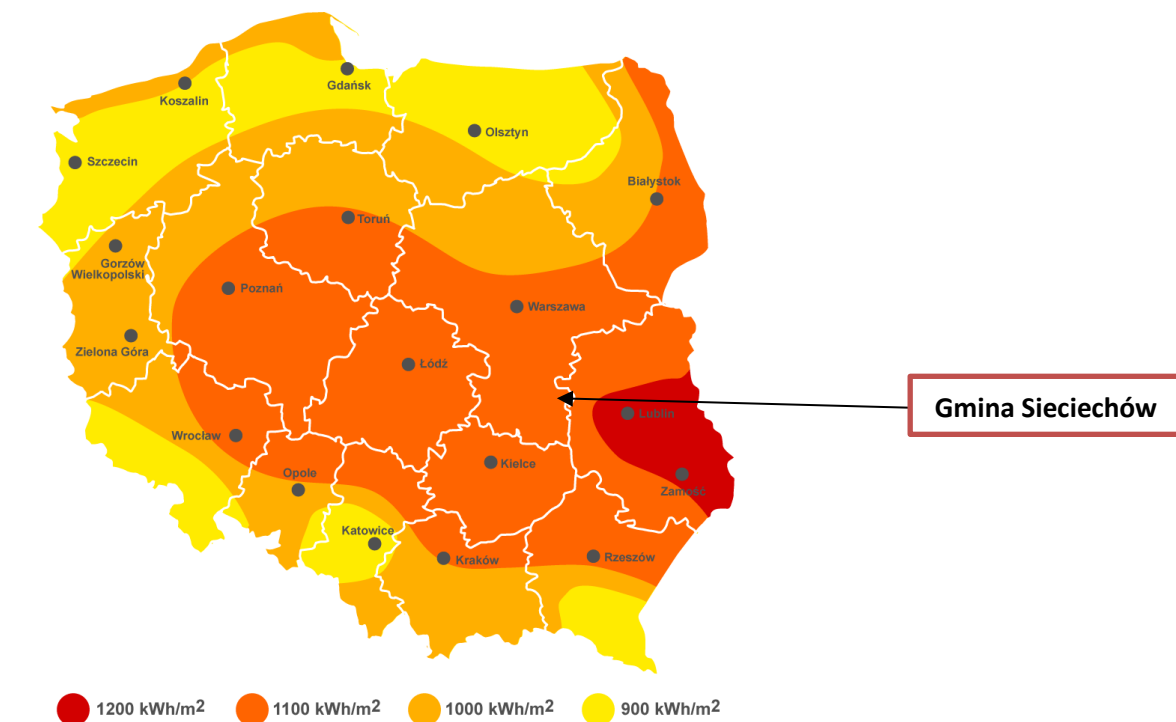 Koszalin
Gdańsk
Olsztyn
Szczecin
Białystok
Toruń
Gorzów
Wielkopolski
Poznań
Warszawa
Zielona Góra
Łódź
Gmina Sieciechów
Lublin
Wrocław
Kielce
Opole
Zamość
Katowice
Kraków
Rzeszów
1200 kWh/m2
1100 kWh/m2
1000 kWh/m2
900 kWh/m2